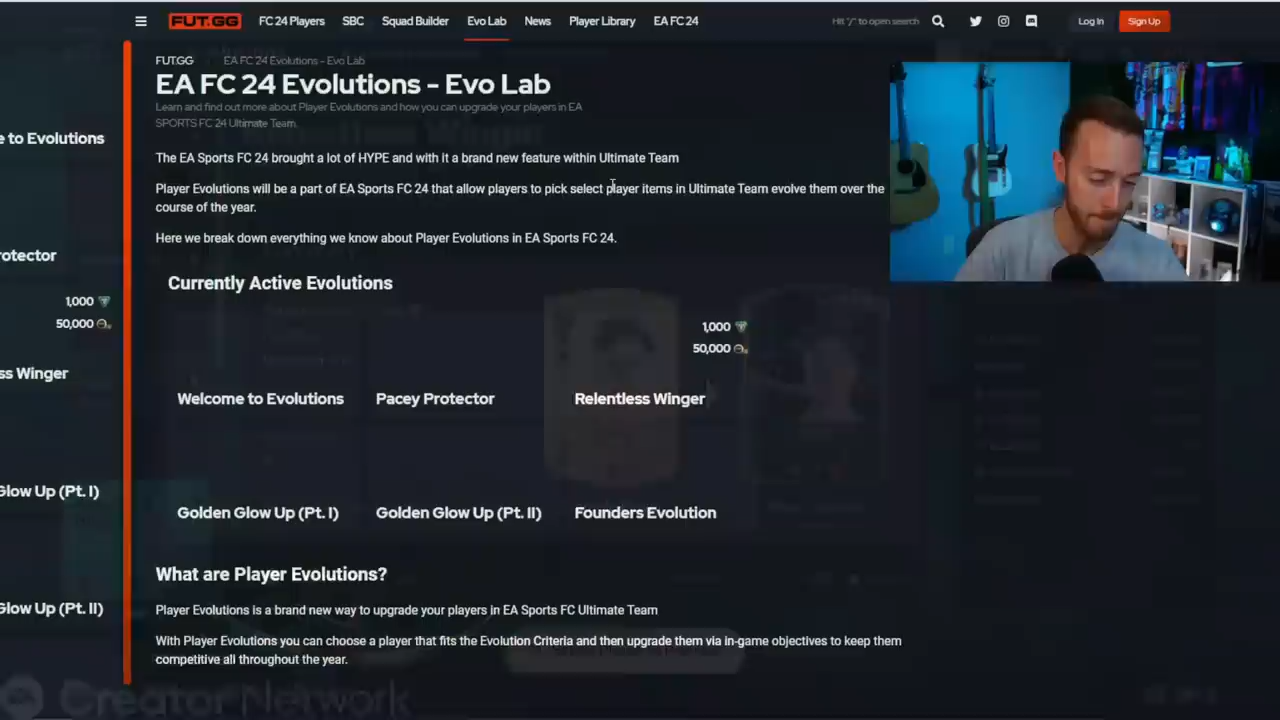 FUT.GG
FC 24 Players
SBC
Squad Builder
Evo Lab
News
Player Library
EA FC 24
Hit "/" to open search
Log In
Sign Up
FUT.GG
EA FC 24 Evolutions - Evo Lab
EA FC 24 Evolutions - Evo Lab
Learn and find out more about Player Evolutions and how you can upgrade your players in EA
SPORTS FC 24 Ultimate Team.
The EA Sports FC 24 brought a lot of HYPE and with it a brand new feature within Ultimate Team
Player Evolutions will be a part of EA Sports FC 24 that allow players to pick select player items in Ultimate Team evolve them over the
course of the year.
Here we break down everything we know about Player Evolutions in EA Sports FC 24.
Currently Active Evolutions
1,000
50,000
Welcome to Evolutions
Pacey Protector
Relentless Winger
Golden Glow Up (Pt. I)
Golden Glow Up (Pt. II)
Founders Evolution
What are Player Evolutions?
Player Evolutions is a brand new way to upgrade your players in EA Sports FC Ultimate Team
With Player Evolutions you can choose a player that fits the Evolution Criteria and then upgrade them via in-game objectives to keep them
competitive all throughout the year.
e to Evolutions
rotector
1,000
50,000
ss Winger
Glow Up (Pt. I)
Glow Up (Pt. II)
Creator Network